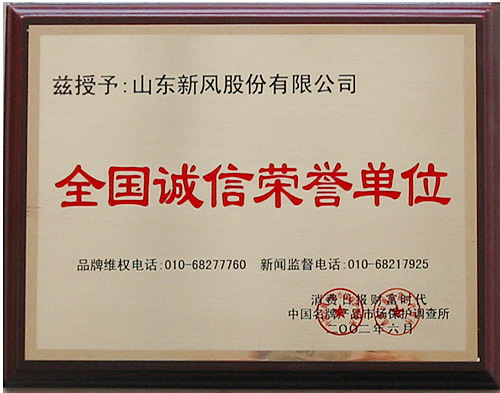 兹授予:山东新风股份有限公司
全国诚信荣誉单位
品牌维权电话:010-68277760 新闻监督电话:010-68217925
消费日报财富时代
中国名牌产品市场保护调查所
二〇〇二年六月